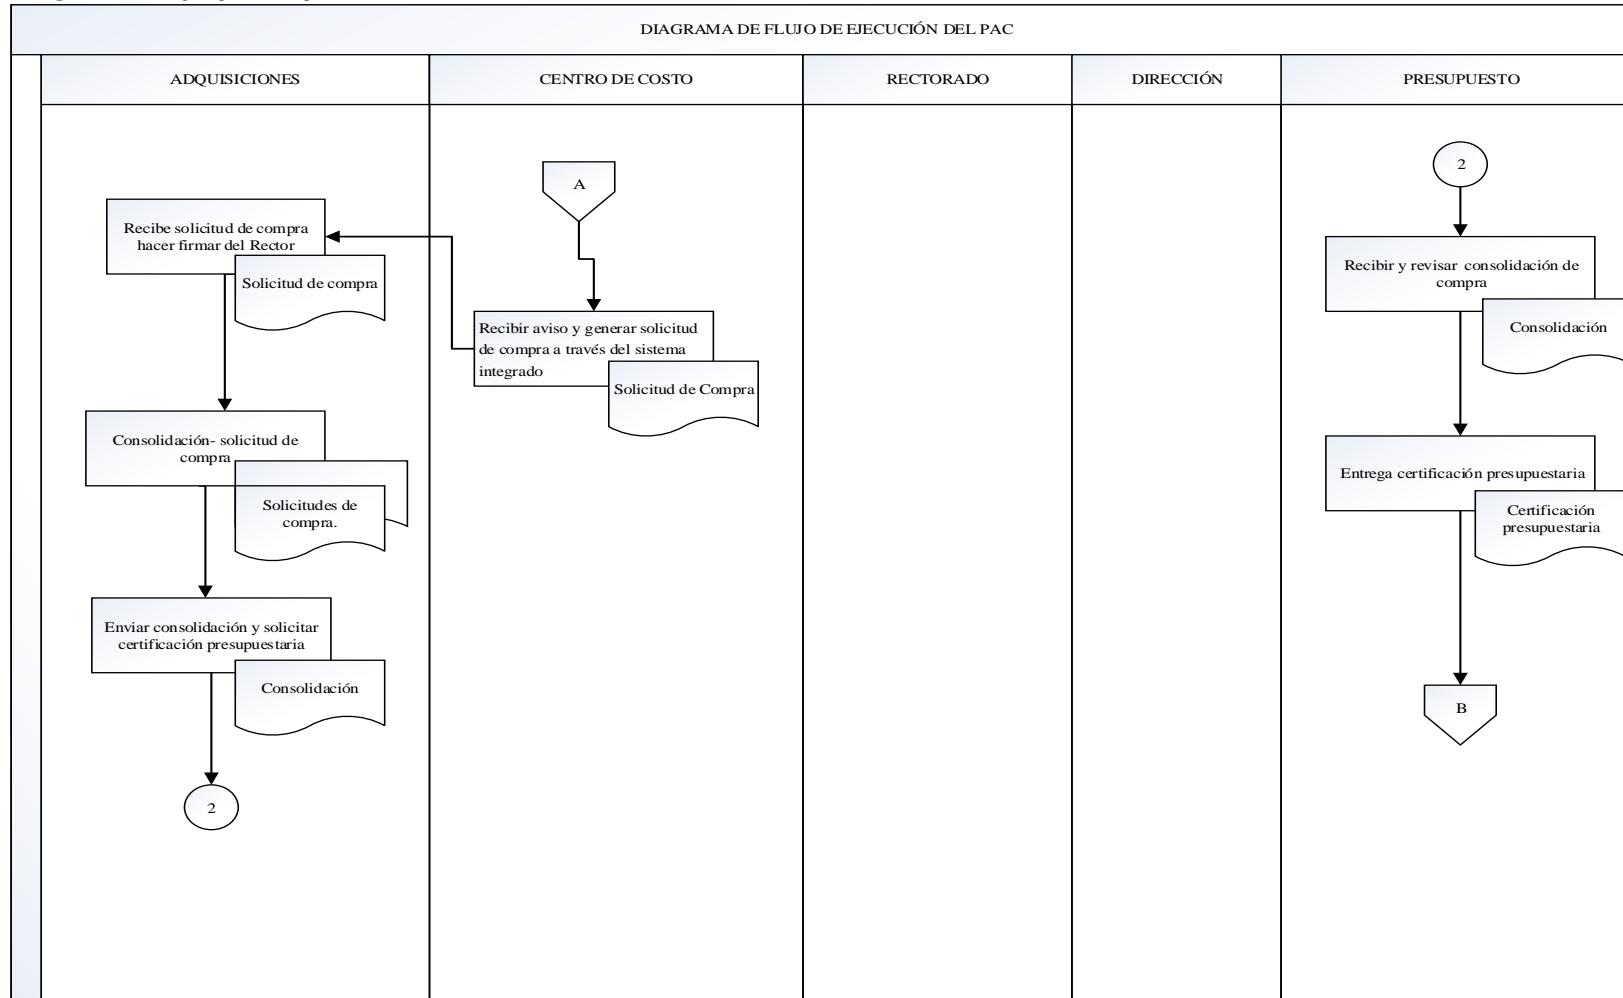 DIAGRAMA DE FLUJO DE EJECUCIÓN DEL PAC
ADQUISICIONES
CENTRO DE COSTO
RECTORADO
DIRECCIÓN
PRESUPUESTO
Recibe solicitud de compra
hacer firmar del Rector
Solicitud de compra
Consolidación- solicitud de
compra
Solicitudes de
compra.
Enviar consolidación y solicitar
certificación presupuestaria
Consolidación
2
A
Recibir aviso y generar solicitud
de compra a través del sistema
integrado
Solicitud de Compra
2
Recibir y revisar consolidación de
compra
Consolidación
Entrega certificación presupuestaria
Certificación
presupuestaria
B